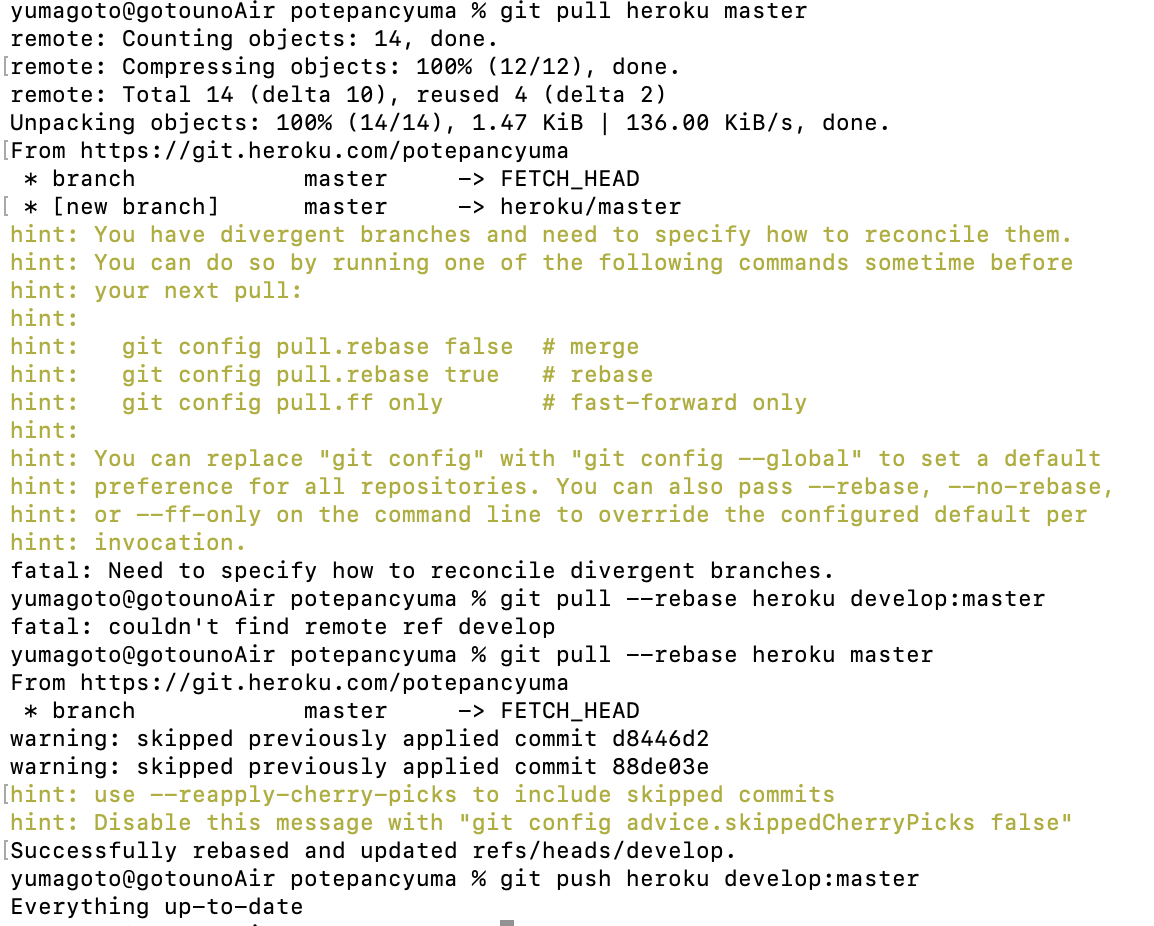 yumagoto@gotounoAir potepancyuma % git pull heroku master
remote: Counting objects: 14, done.
[remote: Compressing objects: 100% (12/12), done.
remote: Total 14 (delta 10), reused 4 (delta 2)
Unpacking objects: 100% (14/14), 1.47 KiB | 136.00 KiB/s, done.
[From https://git.heroku.com/potepancyuma
 * branch            master     -> FETCH_HEAD
[ * [new branch]      master     -> heroku/master
hint: You have divergent branches and need to specify how to reconcile them.
hint: You can do so by running one of the following commands sometime before
hint: your next pull:
hint:
hint:   git config pull.rebase false  # merge
hint:   git config pull.rebase true   # rebase
hint:   git config pull.ff only       # fast-forward only
hint:
hint: You can replace "git config" with "git config --global" to set a default
hint: preference for all repositories. You can also pass --rebase, --no-rebase,
hint: or --ff-only on the command line to override the configured default per
hint: invocation.
fatal: Need to specify how to reconcile divergent branches.
yumagoto@gotounoAir potepancyuma % git pull --rebase heroku develop:master
fatal: couldn't find remote ref develop
yumagoto@gotounoAir potepancyuma % git pull --rebase heroku master
From https://git.heroku.com/potepancyuma
 * branch            master     -> FETCH_HEAD
warning: skipped previously applied commit d8446d2
warning: skipped previously applied commit 88de03e
[hint: use --reapply-cherry-picks to include skipped commits
hint: Disable this message with "git config advice.skippedCherryPicks false"
[Successfully rebased and updated refs/heads/develop.
yumagoto@gotounoAir potepancyuma % git push heroku develop:master
Everything up-to-date